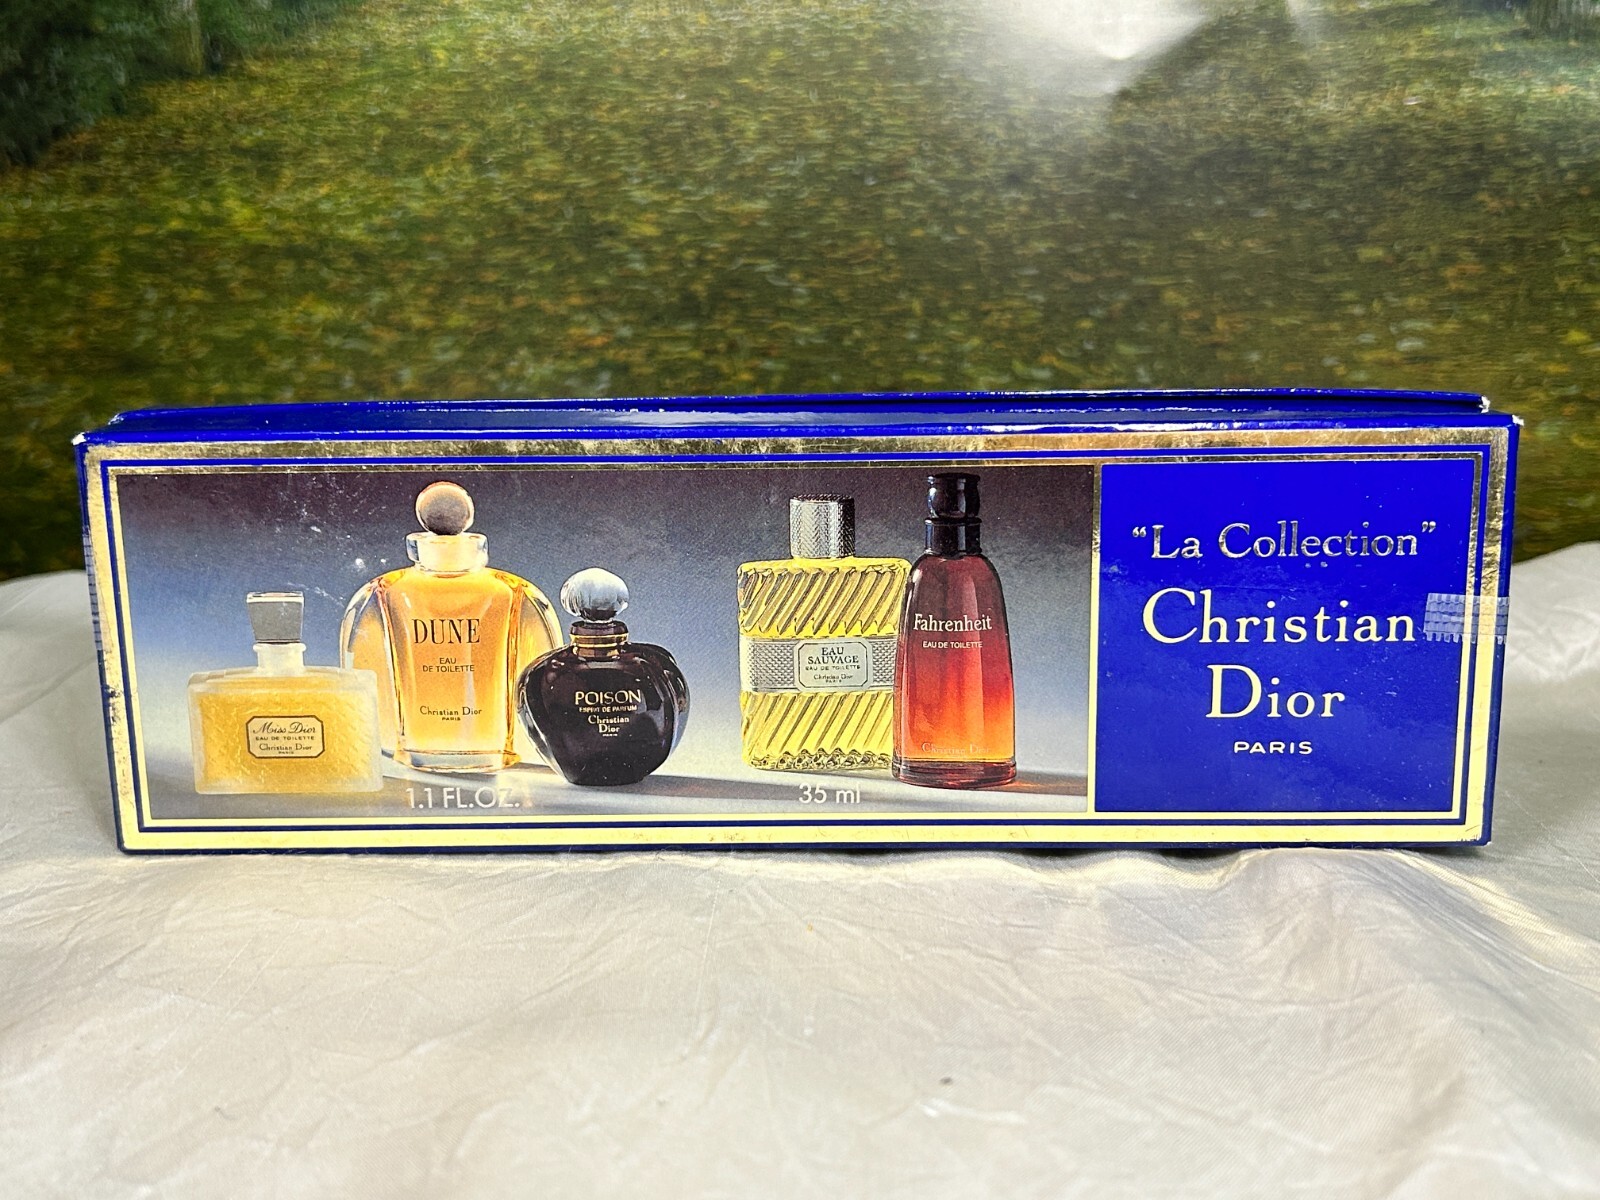 Miss Dior
EAU DE TOILETTE
Christian Dior
PARIS
DUNE
EAU
DE TOILETTE
Christian Dior
PARIS
POISON
ESPRIT DE PARFUM
Christian
Dior
PARIS
1.1 FL.OZ.
EAU
SAUVAGE
EAU DE TOILETTE
Christian Dior
PARIS
Fahrenheit
EAU DE TOILETTE
Christian Dior
35 ml
“La Collection”
Christian
Dior
PARIS